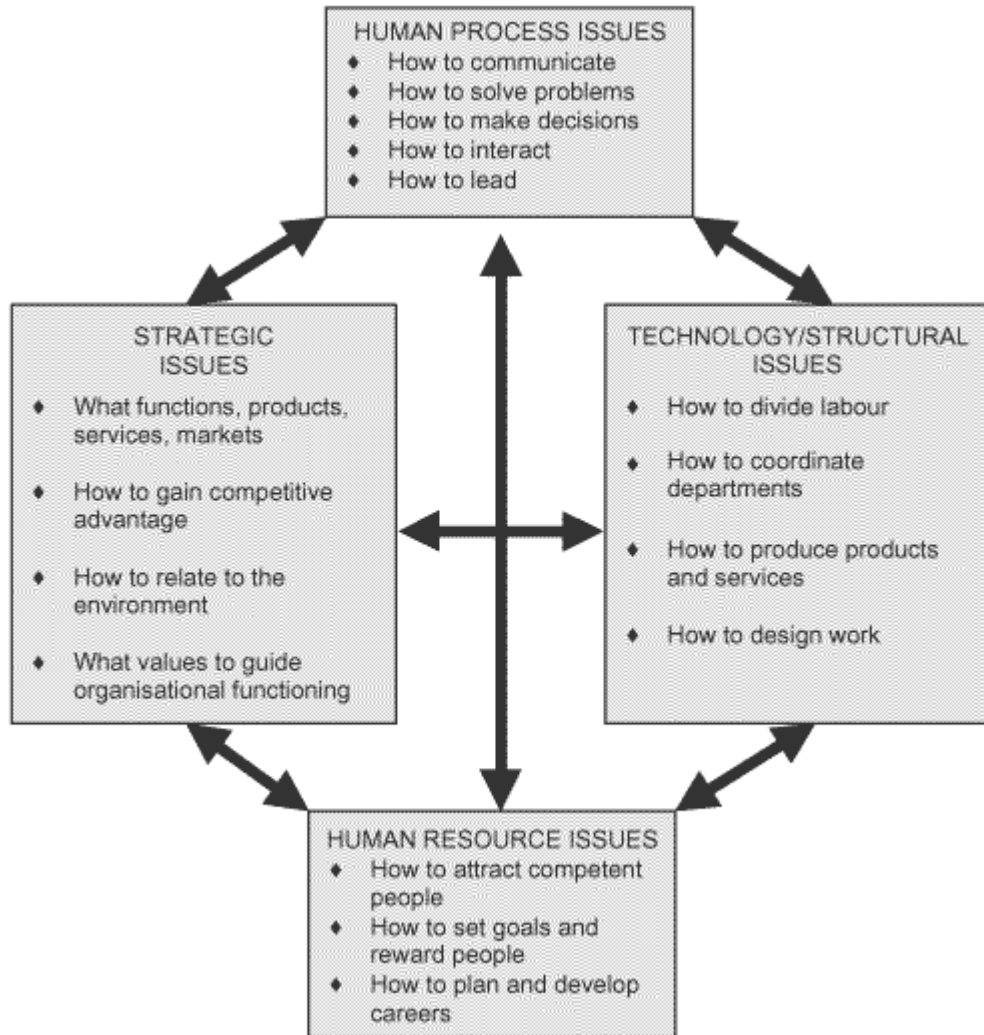 HUMAN PROCESS ISSUES
♦ How to communicate
♦ How to solve problems
♦ How to make decisions
♦ How to interact
♦ How to lead
STRATEGIC
ISSUES
♦ What functions, products,
services, markets
♦ How to gain competitive
advantage
♦ How to relate to the
environment
♦ What values to guide
organisational functioning
TECHNOLOGY/STRUCTURAL
ISSUES
♦ How to divide labour
♦ How to coordinate
departments
♦ How to produce products
and services
♦ How to design work
HUMAN RESOURCE ISSUES
♦ How to attract competent
people
♦ How to set goals and
reward people
♦ How to plan and develop
careers